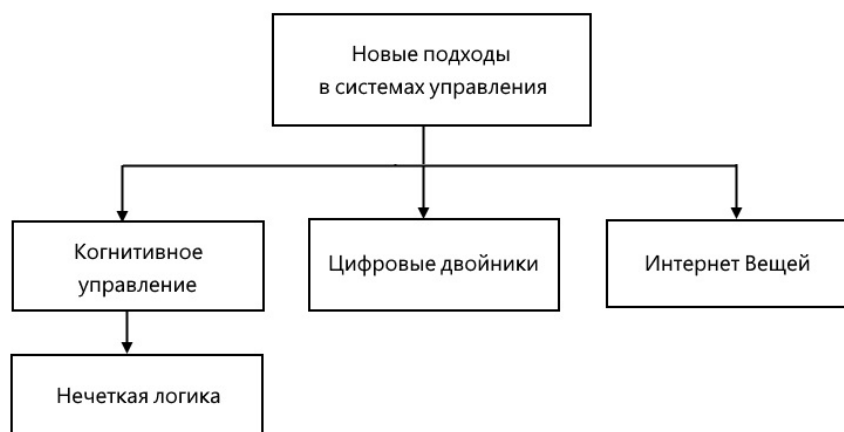 Новые подходы
в системах управления
Когнитивное
управление
Цифровые двойники
Интернет Вещей
Нечеткая логика